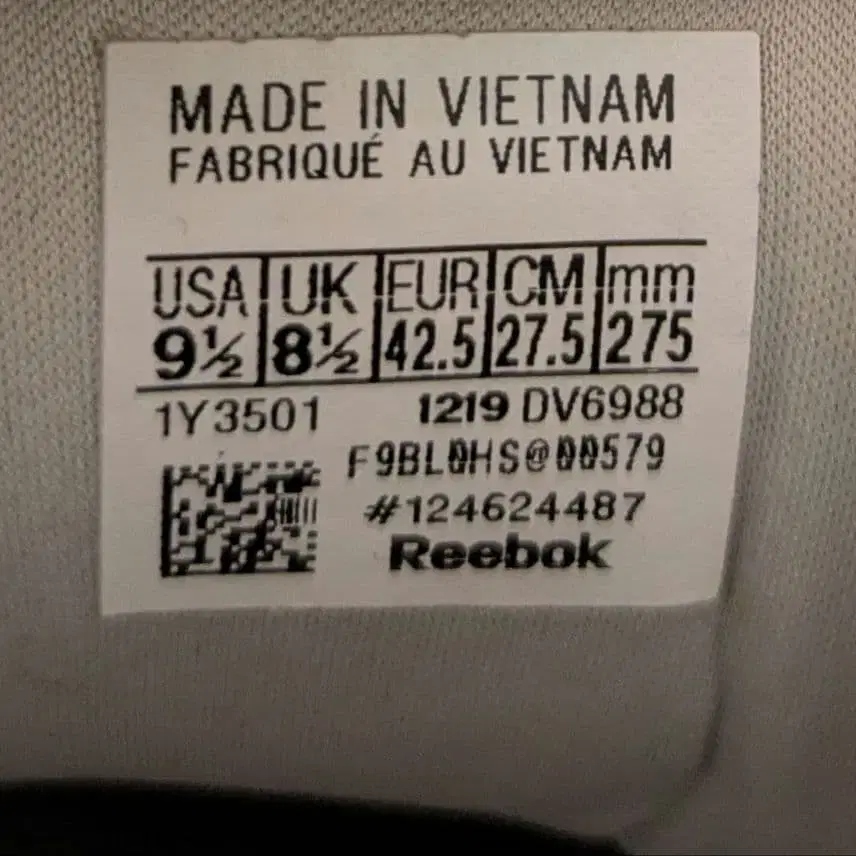 MADE IN VIETNAM
FABRIQUÉ AU VIETNAM
USA UK EUR CM mm
9½ 8½ 42.5 27.5 275
1Y3501 1219 DV6988
F9BL0HS@00579
#124624487
Reebok